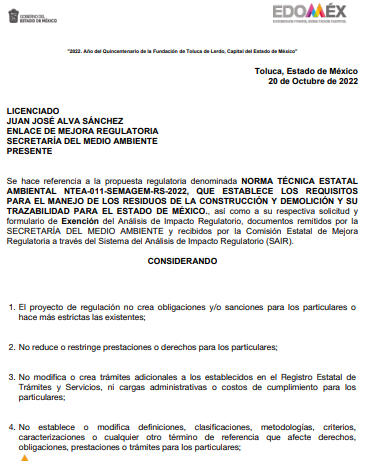 GOBIERNO DEL
ESTADO DE MÉXICO
EDOMÉX
"2022. Año del Quincentenario de la Fundación de Toluca de Lerdo, Capital del Estado de México"
Toluca, Estado de México
20 de Octubre de 2022
LICENCIADO
JUAN JOSÉ ALVA SÁNCHEZ
ENLACE DE MEJORA REGULATORIA
SECRETARÍA DEL MEDIO AMBIENTE
PRESENTE
Se hace referencia a la propuesta regulatoria denominada NORMA TÉCNICA ESTATAL
AMBIENTAL NTEA-011-SEMAGEM-RS-2022, QUE ESTABLECE LOS REQUISITOS
PARA EL MANEJO DE LOS RESIDUOS DE LA CONSTRUCCIÓN Y DEMOLICIÓN Y SU
TRAZABILIDAD PARA EL ESTADO DE MÉXICO., así como a su respectiva solicitud y
formulario de Exención del Análisis de Impacto Regulatorio, documentos remitidos por la
SECRETARÍA DEL MEDIO AMBIENTE y recibidos por la Comisión Estatal de Mejora
Regulatoria a través del Sistema del Análisis de Impacto Regulatorio (SAIR).
CONSIDERANDO
1. El proyecto de regulación no crea obligaciones y/o sanciones para los particulares o
hace más estrictas las existentes;
2. No reduce o restringe prestaciones o derechos para los particulares;
3. No modifica o crea trámites adicionales a los establecidos en el Registro Estatal de
Trámites y Servicios, ni cargas administrativas o costos de cumplimiento para los
particulares;
4. No establece o modifica definiciones, clasificaciones, metodologías, criterios,
caracterizaciones o cualquier otro término de referencia que afecte derechos,
obligaciones, prestaciones o trámites para los particulares;